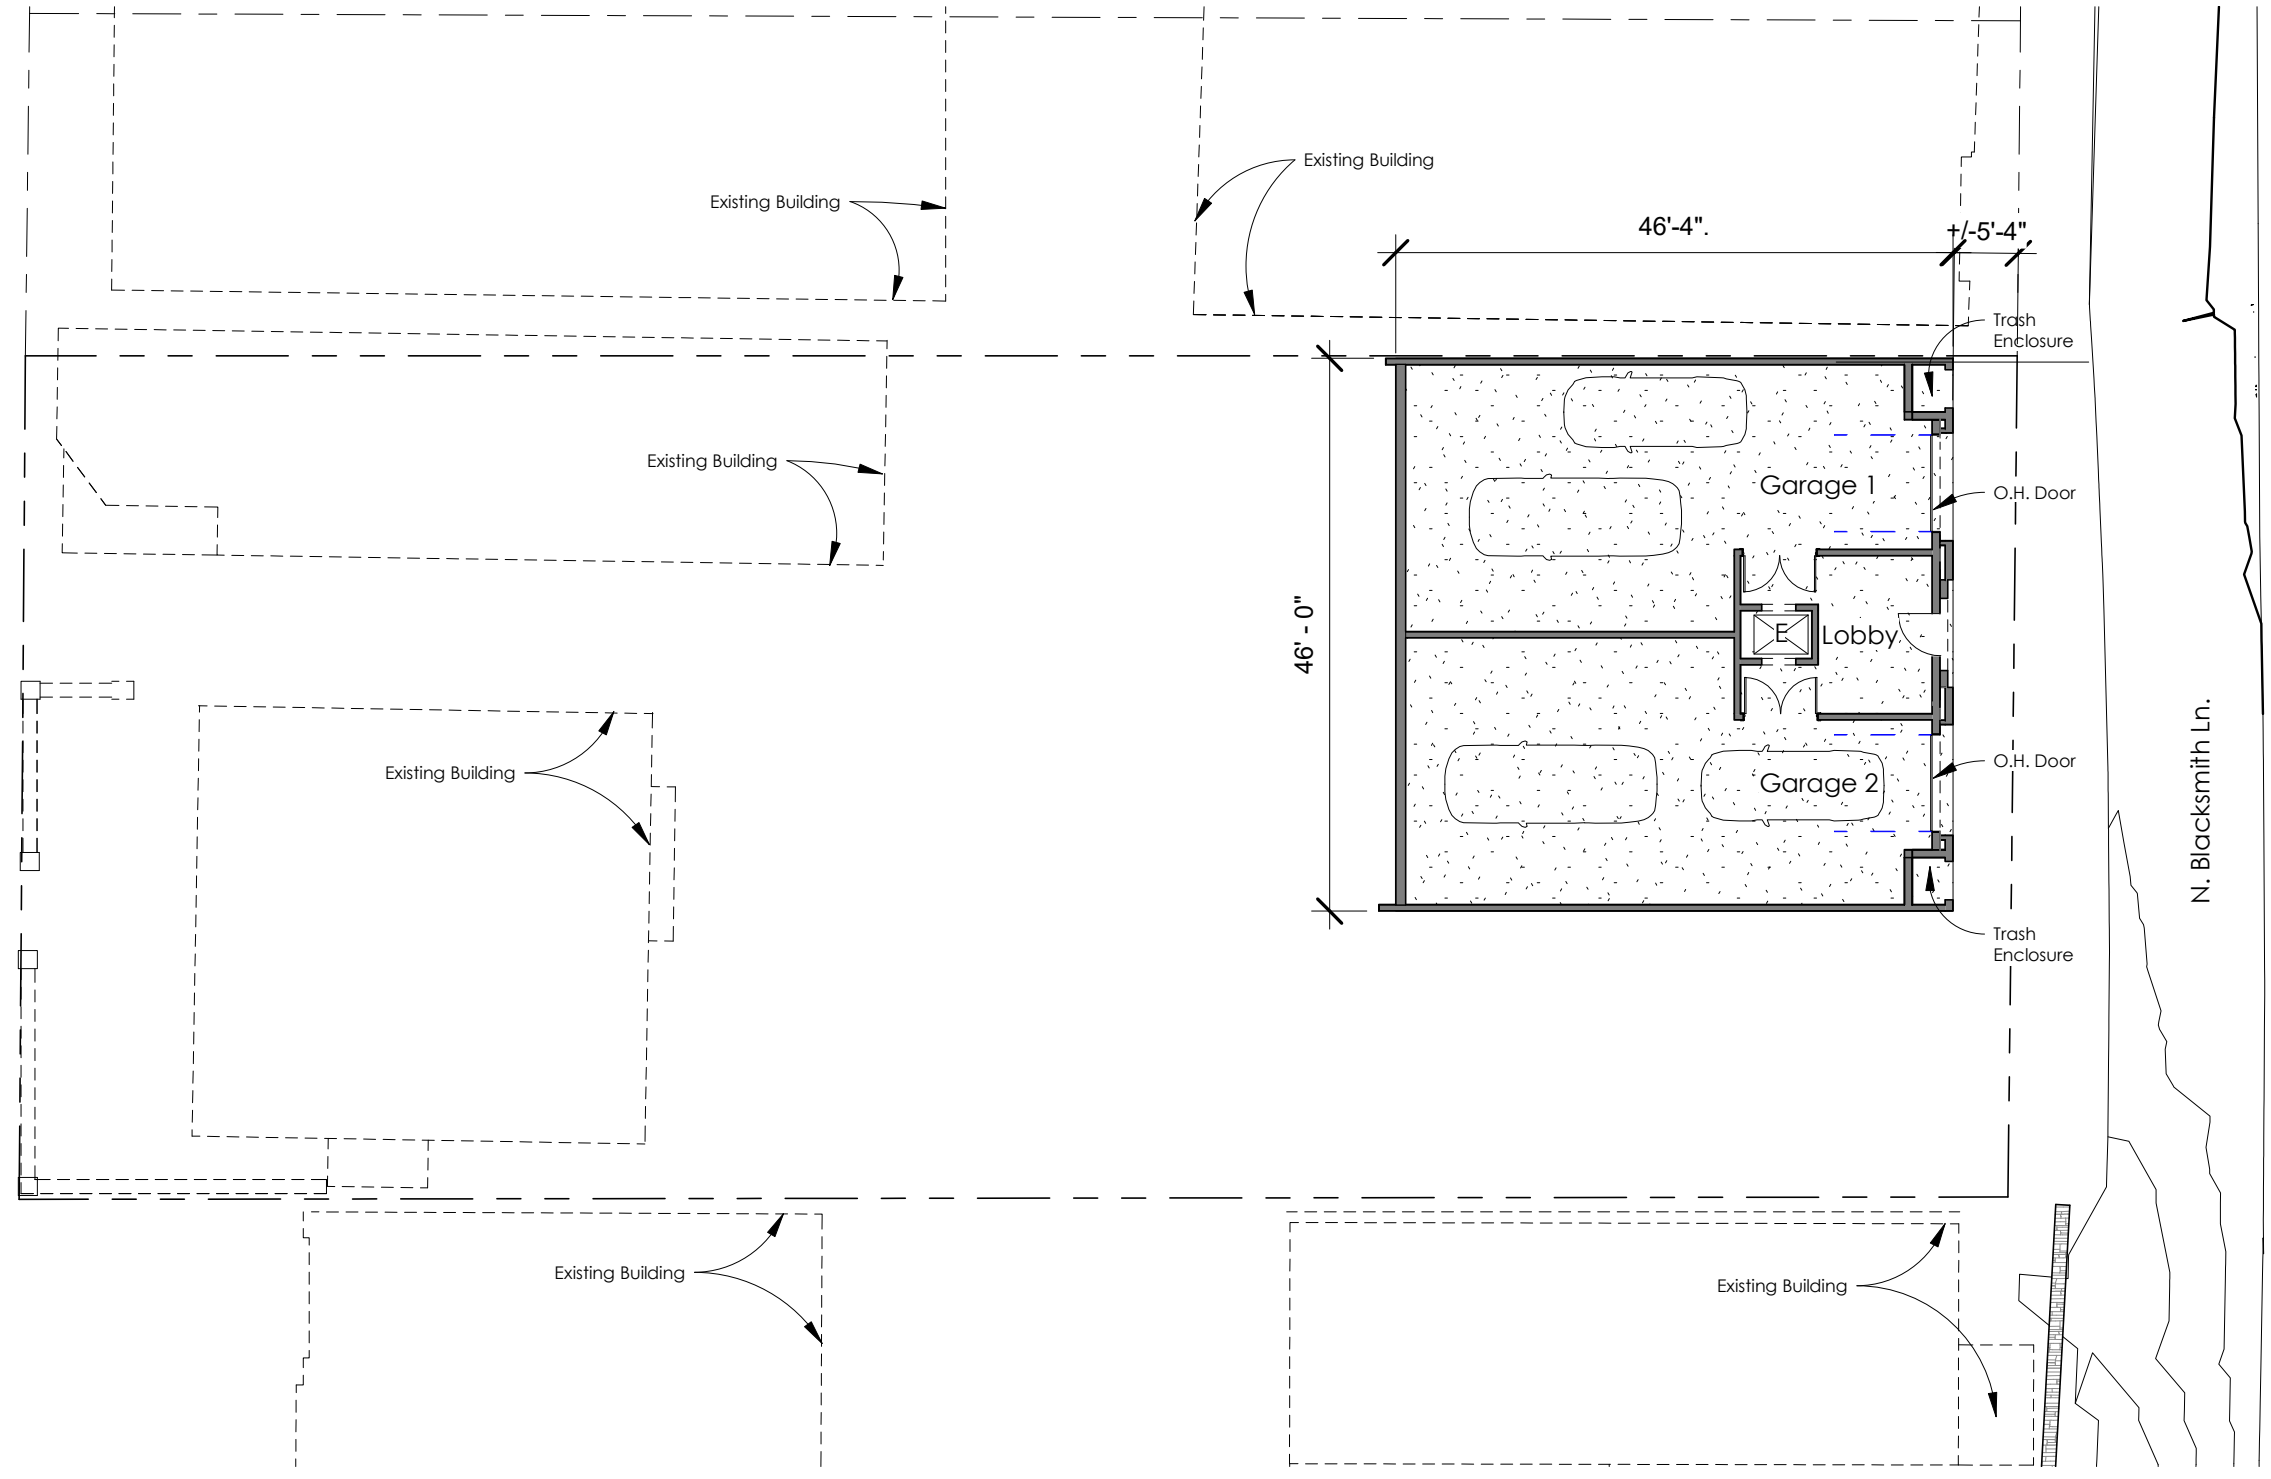 Existing Building
Existing Building
46'-4".
+/-5'-4"
Trash
Enclosure
Existing Building
Garage 1
O.H. Door
46' - 0"
E
Lobby
Existing Building
Garage 2
O.H. Door
N. Blacksmith Ln.
Trash
Enclosure
Existing Building
Existing Building